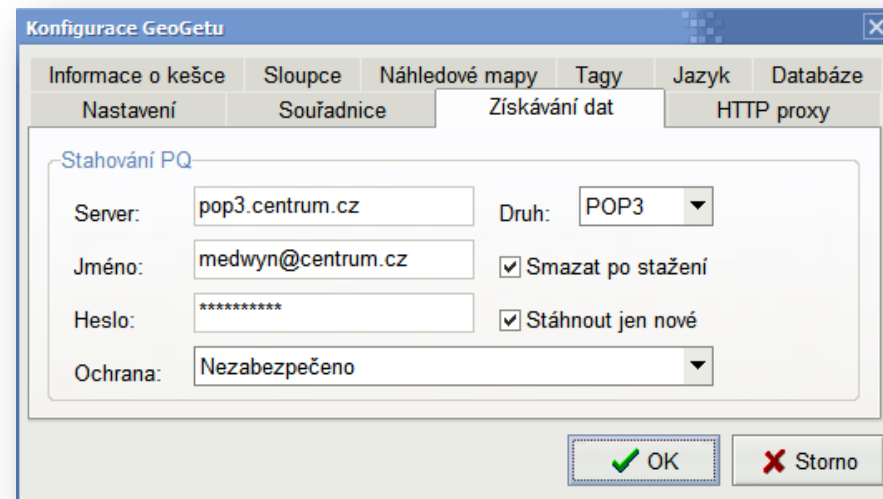 Konfigurace GeoGetu
Informace o kešce Sloupce Náhledové mapy Tagy Jazyk Databáze
Nastavení Souřadnice Získávání dat HTTP proxy
Stahování PQ
Server: pop3.centrum.cz Druh: POP3
Jméno: medwyn@centrum.cz Smazat po stažení
Heslo: ********** Stáhnout jen nové
Ochrana: Nezabezpečeno
OK Storno